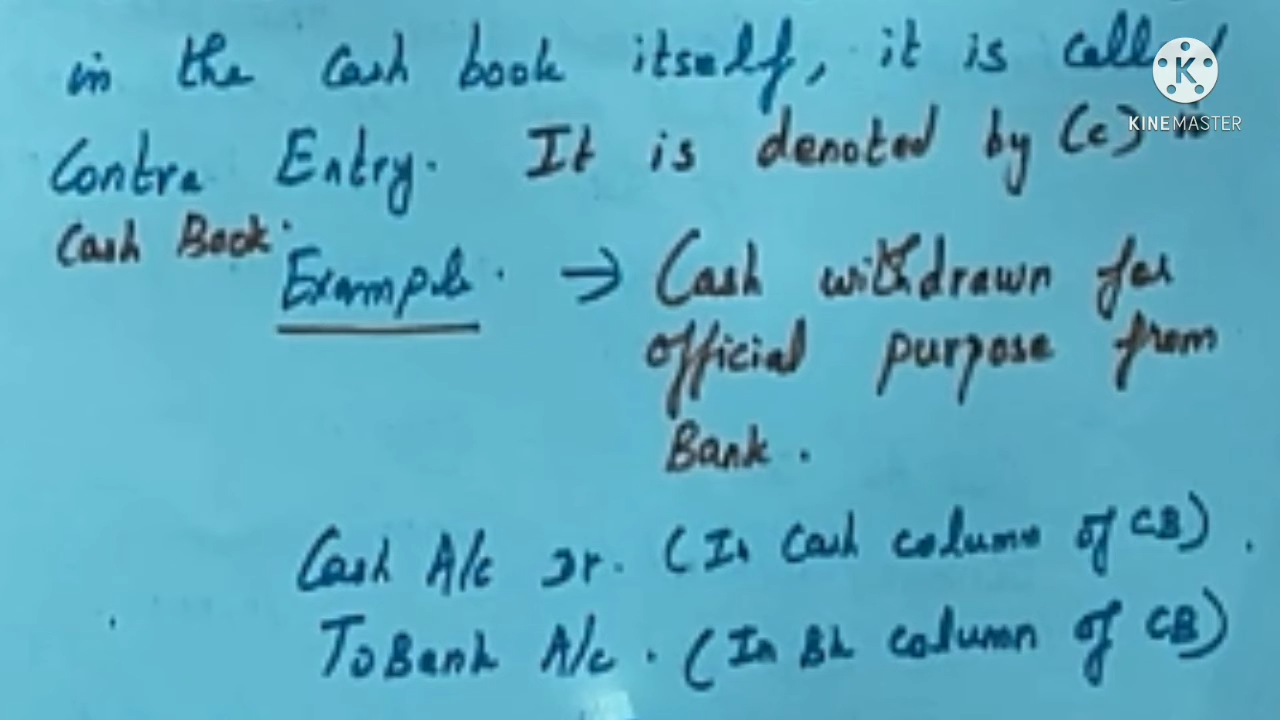 in the Cash book itself, it is called
Contra Entry. It is denoted by (c) in
Cash Book.
Example. → Cash withdrawn for
official purpose from
Bank.
Cash A/c Dr. (In Cash column of CB).
To Bank A/c. (In Bk column of CB)
KINEMASTER